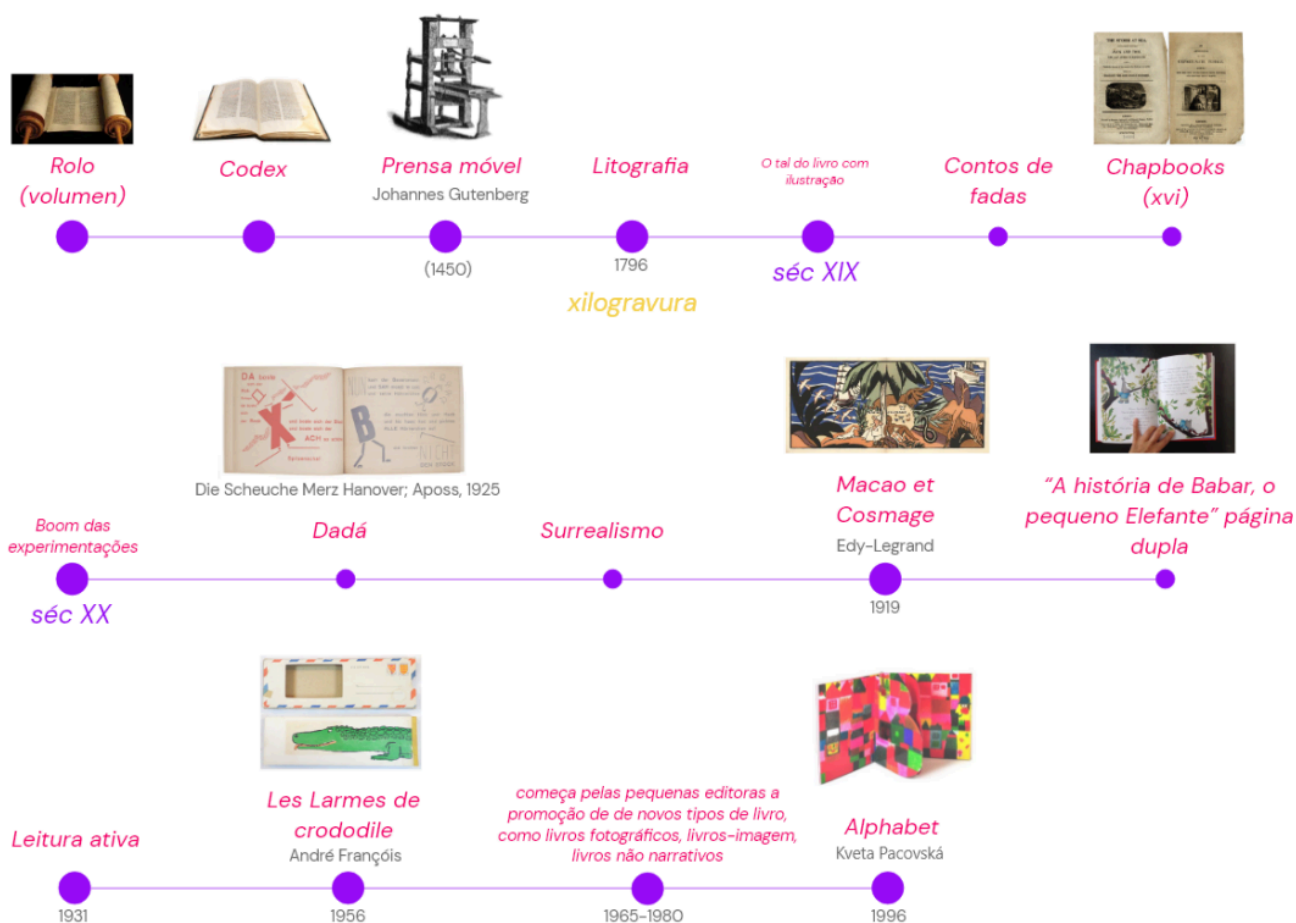 Rolo
(volumen)
Codex
Prensa móvel
Johannes Gutenberg
(1450)
Litografia
1796
xilogravura
O tal do livro com
ilustração
séc XIX
Contos de
fadas
Chapbooks
(xvi)
Boom das
experimentações
séc XX
DA
X
ACH
B
NICHT
Die Scheuche Merz Hanover; Aposs, 1925
Dadá
Surrealismo
Macao et
Cosmage
Edy-Legrand
1919
“A história de Babar, o
pequeno Elefante” página
dupla
Leitura ativa
1931
Les Larmes de
crododile
André Françóis
1956
começa pelas pequenas editoras a
promoção de de novos tipos de livro,
como livros fotográficos, livros-imagem,
livros não narrativos
1965-1980
Alphabet
Kveta Pacovská
1996